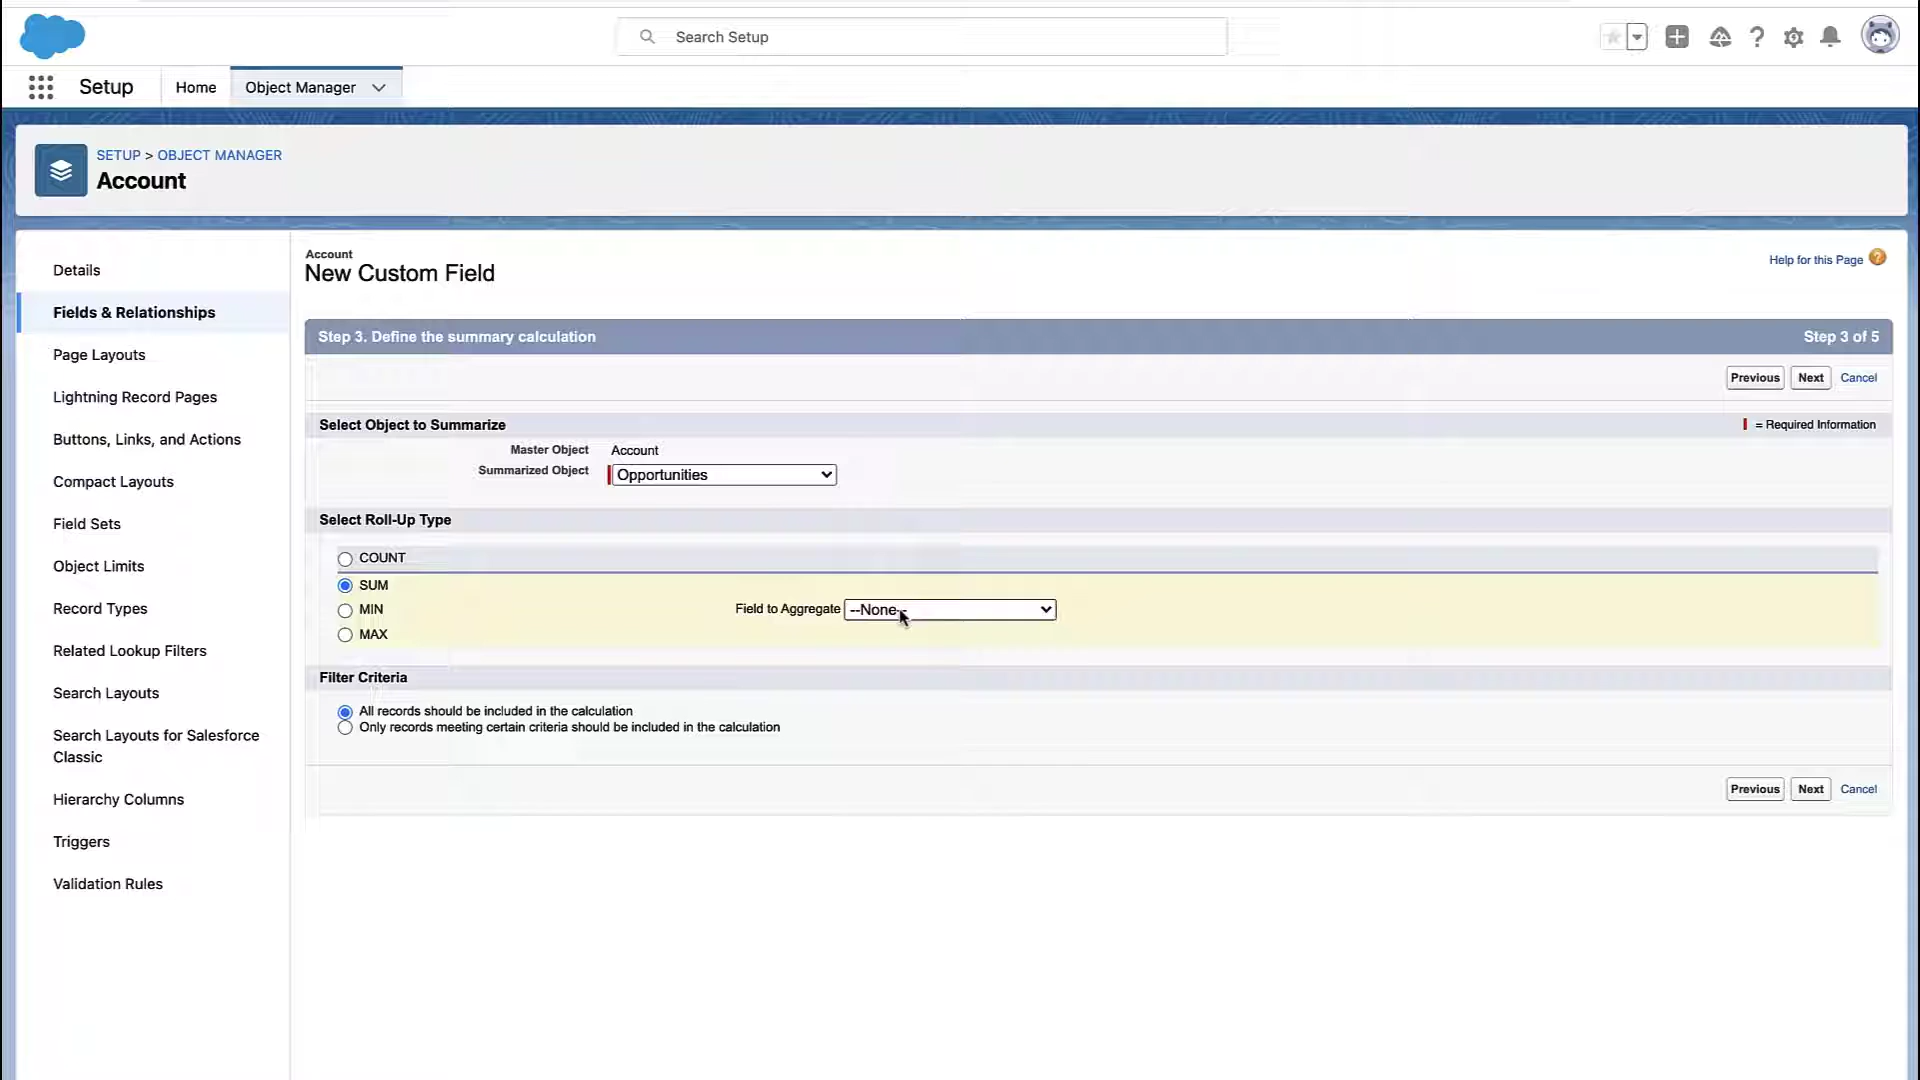 Search Setup
Setup
Home
Object Manager
SETUP > OBJECT MANAGER
Account
Details
Fields & Relationships
Page Layouts
Lightning Record Pages
Buttons, Links, and Actions
Compact Layouts
Field Sets
Object Limits
Record Types
Related Lookup Filters
Search Layouts
Search Layouts for Salesforce
Classic
Hierarchy Columns
Triggers
Validation Rules
Account
New Custom Field
Help for this Page
Step 3. Define the summary calculation
Step 3 of 5
Previous
Next
Cancel
Select Object to Summarize
= Required Information
Master Object
Account
Summarized Object
Opportunities
Select Roll-Up Type
COUNT
SUM
MIN
MAX
Field to Aggregate
--None--
Filter Criteria
All records should be included in the calculation
Only records meeting certain criteria should be included in the calculation
Previous
Next
Cancel